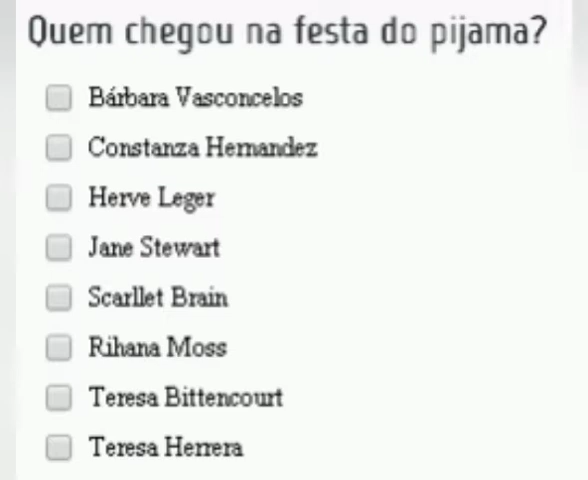 Quem chegou na festa do pijama?
Bárbara Vasconcelos
Constanza Hernandez
Herve Leger
Jane Stewart
Scarllet Brain
Rihana Moss
Teresa Bittencourt
Teresa Herrera